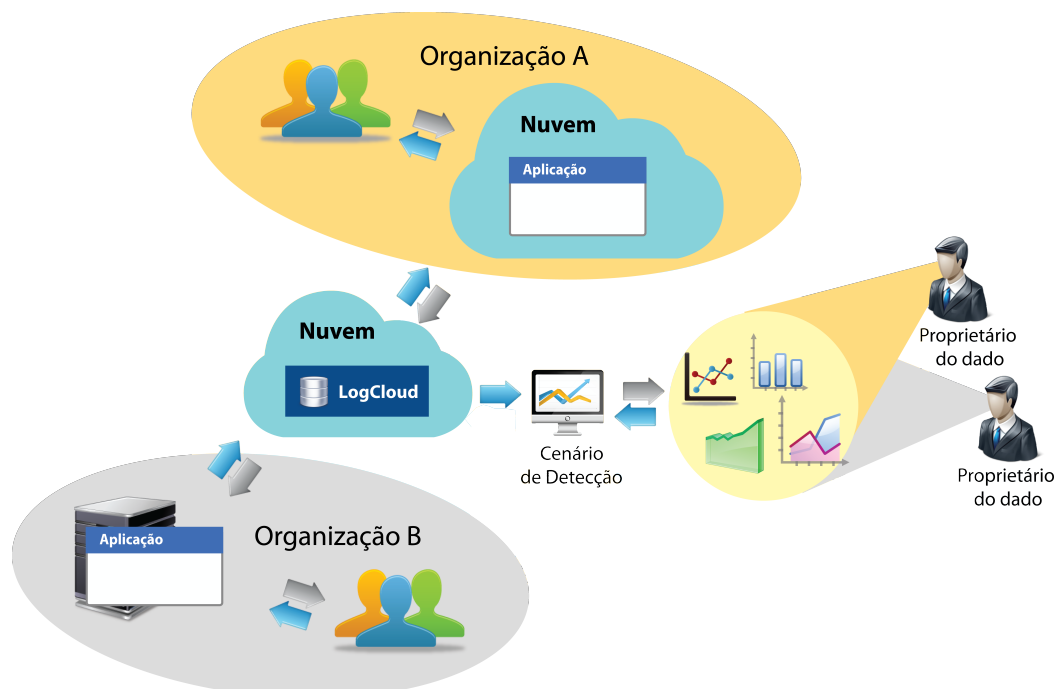 Organização A
Nuvem
Aplicação
Nuvem
LogCloud
Proprietário
do dado
Cenário
de Detecção
Proprietário
do dado
Organização B
Aplicação